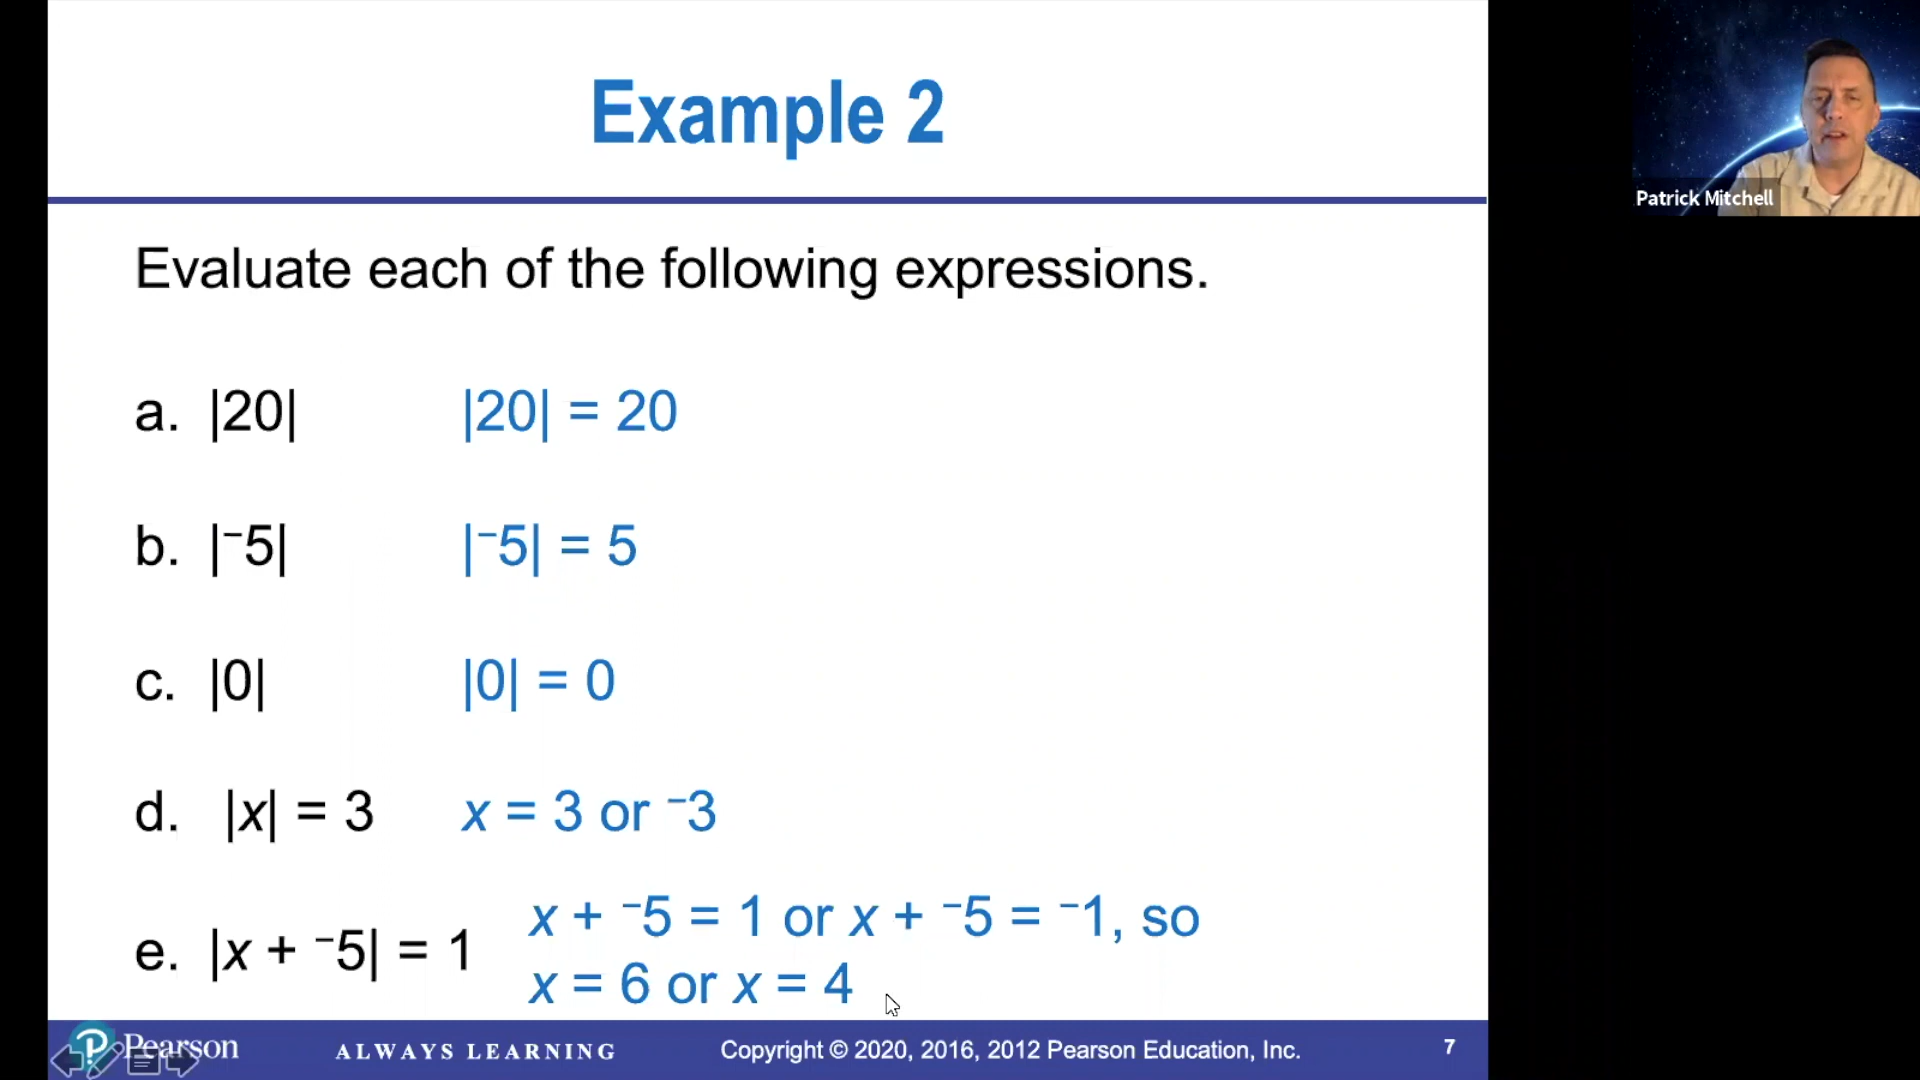 Example 2
Patrick Mitchell
Evaluate each of the following expressions.
a. |20| |20| = 20
b. |⁻5| |⁻5| = 5
c. |0| |0| = 0
d. |x| = 3 x = 3 or ⁻3
e. |x + ⁻5| = 1 x + ⁻5 = 1 or x + ⁻5 = ⁻1, so
x = 6 or x = 4
Pearson ALWAYS LEARNING Copyright © 2020, 2016, 2012 Pearson Education, Inc. 7